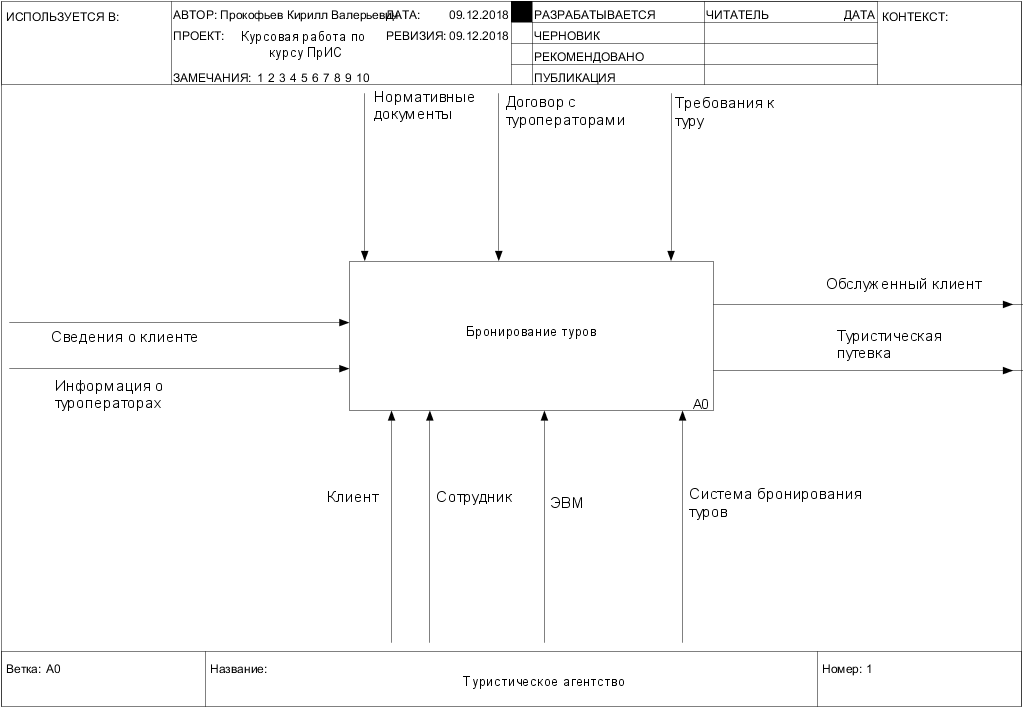 ИСПОЛЬЗУЕТСЯ В:
АВТОР: Прокофьев Кирилл Валерьевич
ДАТА: 09.12.2018
РАЗРАБАТЫВАЕТСЯ
ЧИТАТЕЛЬ ДАТА
КОНТЕКСТ:
ПРОЕКТ: Курсовая работа по
курсу ПрИС
РЕВИЗИЯ: 09.12.2018
ЧЕРНОВИК
РЕКОМЕНДОВАНО
ЗАМЕЧАНИЯ: 1 2 3 4 5 6 7 8 9 10
ПУБЛИКАЦИЯ
Нормативные
документы
Договор с
туроператорами
Требования к
туру
Обслуженный клиент
Сведения о клиенте
Бронирование туров
Туристическая
путевка
Информация о
туроператорах
A0
Клиент
Сотрудник
ЭВМ
Система бронирования
туров
Ветка: A0
Название:
Туристическое агентство
Номер: 1